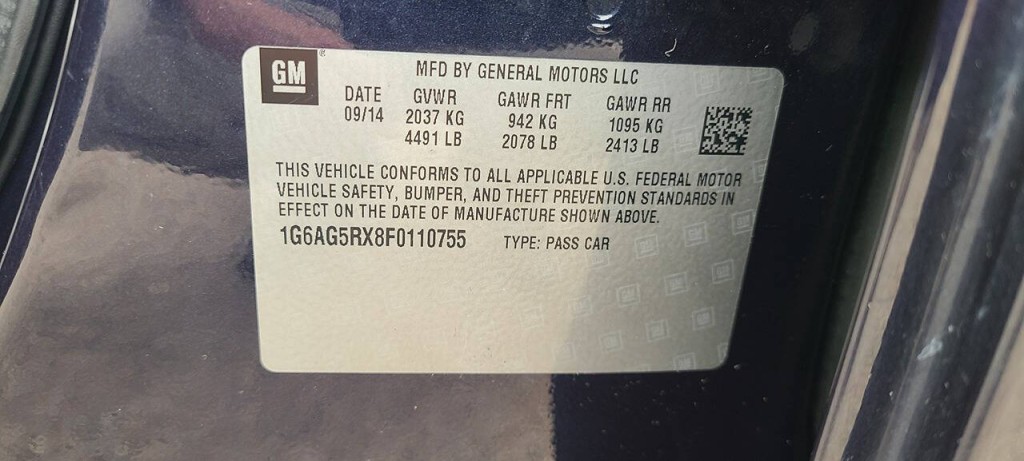 GM
MFD BY GENERAL MOTORS LLC
DATE GVWR GAWR FRT GAWR RR
09/14 2037 KG 942 KG 1095 KG
4491 LB 2078 LB 2413 LB
THIS VEHICLE CONFORMS TO ALL APPLICABLE U.S. FEDERAL MOTOR
VEHICLE SAFETY, BUMPER, AND THEFT PREVENTION STANDARDS IN
EFFECT ON THE DATE OF MANUFACTURE SHOWN ABOVE.
1G6AG5RX8F0110755 TYPE: PASS CAR